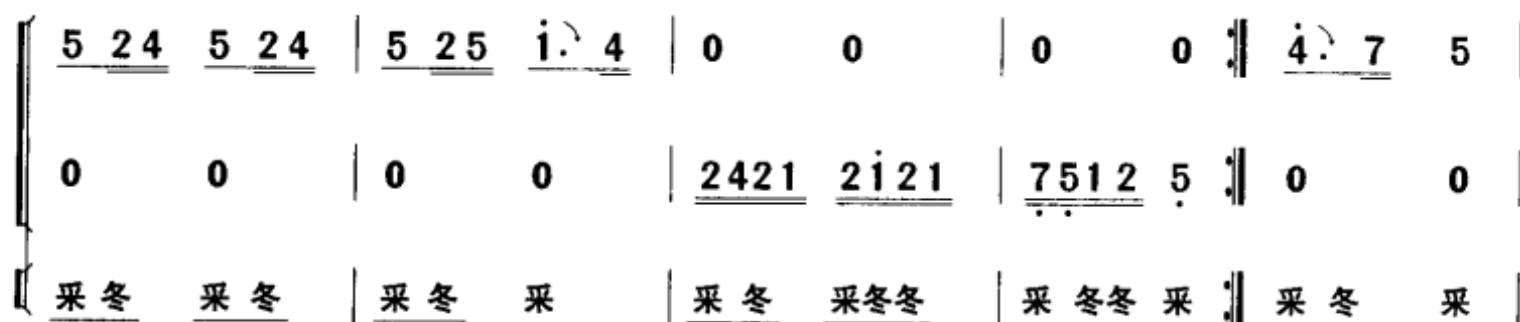 5 24 5 24 | 5 25 i. 4 | 0 0 | 0 0 :‖ 4. 7 5 |
0 0 | 0 0 | 2421 2i21 | 7512 5 :‖ 0 0 |
采冬 采冬 | 采冬 采 | 采冬 采冬冬 | 采冬冬采 :‖ 采冬 采 |